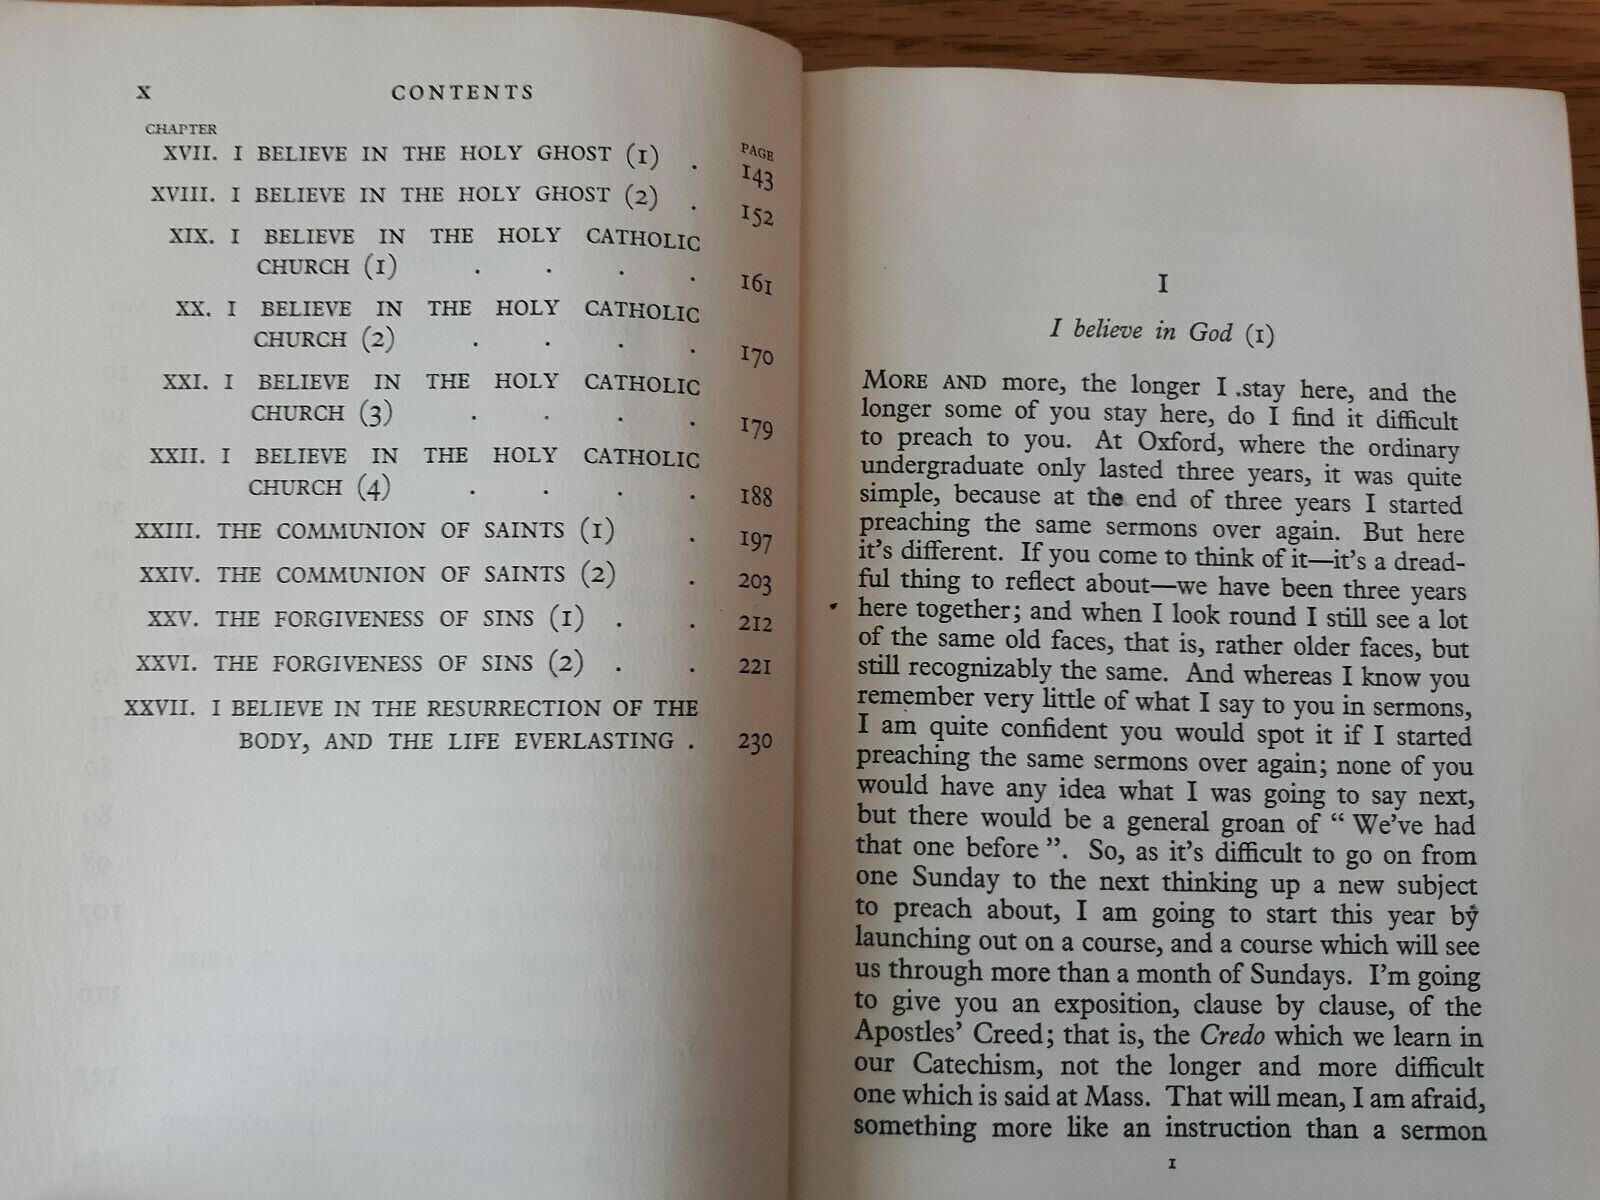 x CONTENTS
CHAPTER PAGE
XVII. I BELIEVE IN THE HOLY GHOST (1) . 143
XVIII. I BELIEVE IN THE HOLY GHOST (2) . 152
XIX. I BELIEVE IN THE HOLY CATHOLIC
CHURCH (1) . . . . 161
XX. I BELIEVE IN THE HOLY CATHOLIC
CHURCH (2) . . . . 170
XXI. I BELIEVE IN THE HOLY CATHOLIC
CHURCH (3) . . . . 179
XXII. I BELIEVE IN THE HOLY CATHOLIC
CHURCH (4) . . . . 188
XXIII. THE COMMUNION OF SAINTS (1) . 197
XXIV. THE COMMUNION OF SAINTS (2) . 203
XXV. THE FORGIVENESS OF SINS (1) . . 212
XXVI. THE FORGIVENESS OF SINS (2) . . 221
XXVII. I BELIEVE IN THE RESURRECTION OF THE
BODY, AND THE LIFE EVERLASTING . 230
I
I believe in God (1)
MORE AND more, the longer I stay here, and the
longer some of you stay here, do I find it difficult
to preach to you. At Oxford, where the ordinary
undergraduate only lasted three years, it was quite
simple, because at the end of three years I started
preaching the same sermons over again. But here
it's different. If you come to think of it—it's a dread-
ful thing to reflect about—we have been three years
here together; and when I look round I still see a lot
of the same old faces, that is, rather older faces, but
still recognizably the same. And whereas I know you
remember very little of what I say to you in sermons,
I am quite confident you would spot it if I started
preaching the same sermons over again; none of you
would have any idea what I was going to say next,
but there would be a general groan of “ We've had
that one before ”. So, as it's difficult to go on from
one Sunday to the next thinking up a new subject
to preach about, I am going to start this year by
launching out on a course, and a course which will see
us through more than a month of Sundays. I'm going
to give you an exposition, clause by clause, of the
Apostles' Creed; that is, the Credo which we learn in
our Catechism, not the longer and more difficult
one which is said at Mass. That will mean, I am afraid,
something more like an instruction than a sermon
1